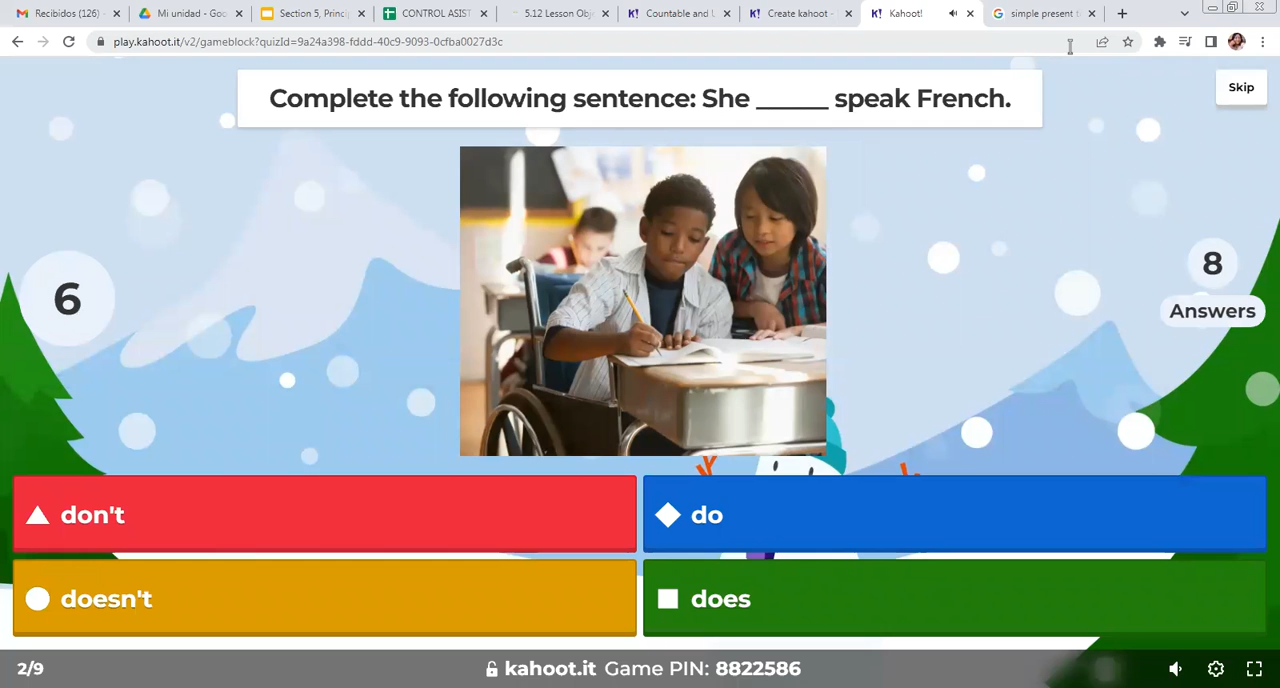 Recibidos (126)
Mi unidad - Goo
Section 5, Princi
CONTROL ASIST
5.12 Lesson Obj
Countable and U
Create kahoot -
Kahoot!
simple present t
play.kahoot.it/v2/gameblock?quizId=9a24a398-fddd-40c9-9093-0cfba0027d3c
Complete the following sentence: She ______ speak French.
Skip
6
8
Answers
don't
do
doesn't
does
2/9
kahoot.it Game PIN: 8822586